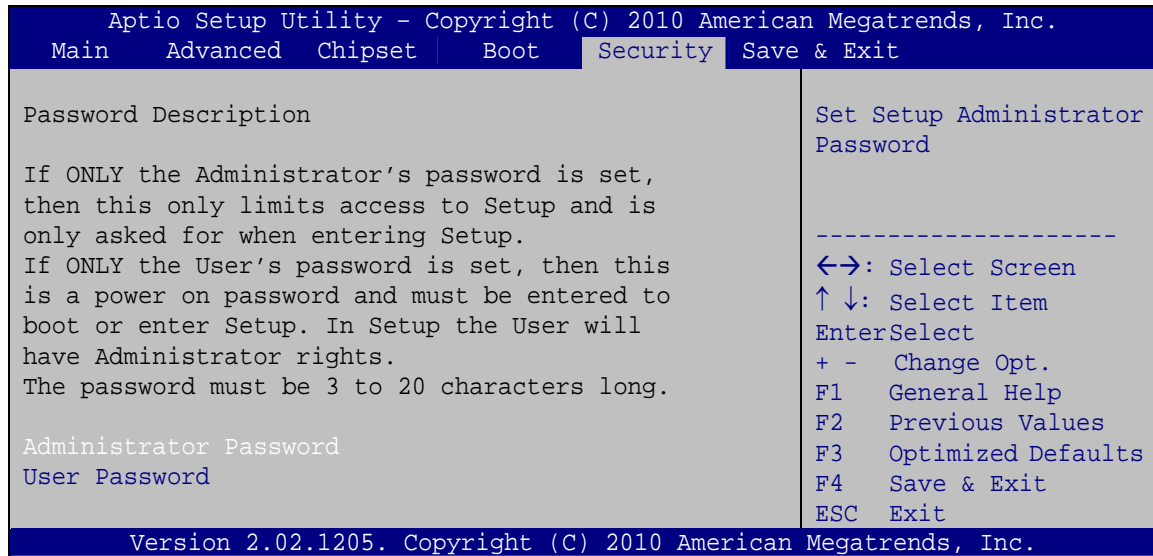 Aptio Setup Utility – Copyright (C) 2010 American Megatrends, Inc.
Main Advanced Chipset Boot Security Save & Exit
Password Description
If ONLY the Administrator’s password is set,
then this only limits access to Setup and is
only asked for when entering Setup.
If ONLY the User’s password is set, then this
is a power on password and must be entered to
boot or enter Setup. In Setup the User will
have Administrator rights.
The password must be 3 to 20 characters long.
Administrator Password
User Password
Set Setup Administrator
Password
---------------------
←→: Select Screen
↑ ↓: Select Item
EnterSelect
+ - Change Opt.
F1 General Help
F2 Previous Values
F3 Optimized Defaults
F4 Save & Exit
ESC Exit
Version 2.02.1205. Copyright (C) 2010 American Megatrends, Inc.